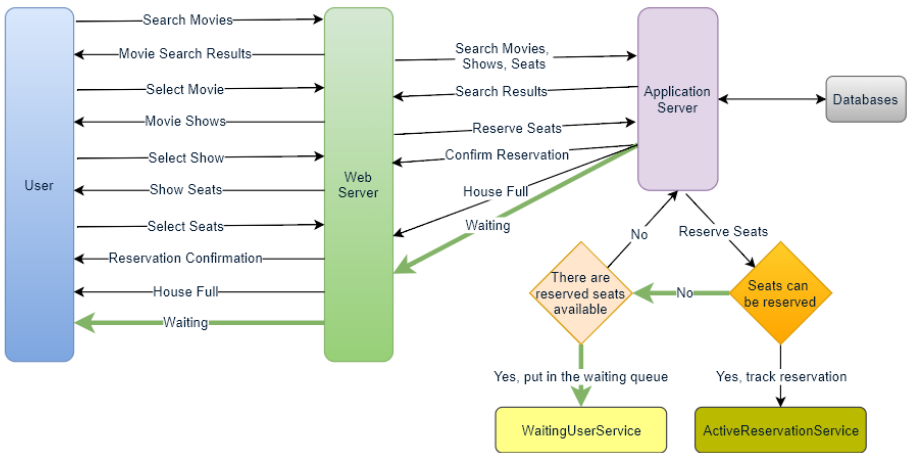 Search Movies
Movie Search Results
Select Movie
Movie Shows
Select Show
Show Seats
Select Seats
Reservation Confirmation
House Full
Waiting
User
Web
Server
Search Movies,
Shows, Seats
Search Results
Reserve Seats
Confirm Reservation
House Full
Waiting
Application
Server
Databases
No
Reserve Seats
There are
reserved seats
available
No
Seats can
be reserved
Yes, put in the waiting queue
Yes, track reservation
WaitingUserService
ActiveReservationService